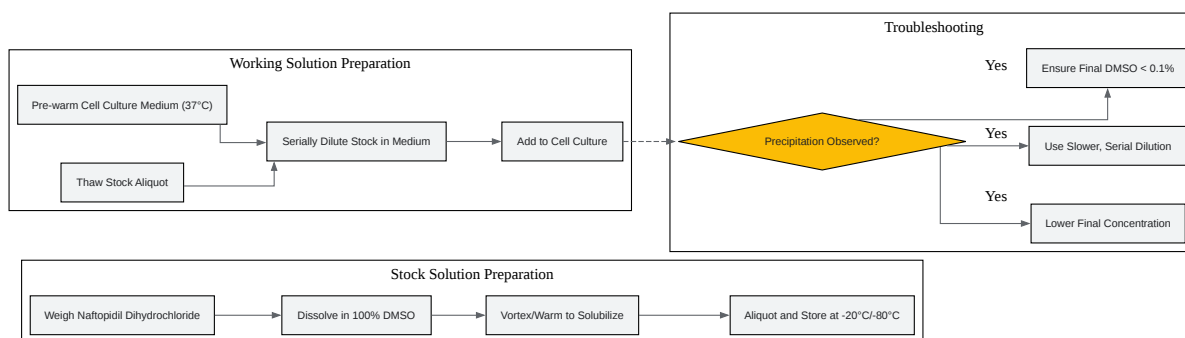 Troubleshooting
Working Solution Preparation
Yes
Ensure Final DMSO < 0.1%
Pre-warm Cell Culture Medium (37°C)
Serially Dilute Stock in Medium
Add to Cell Culture
Precipitation Observed?
Yes
Use Slower, Serial Dilution
Thaw Stock Aliquot
Yes
Lower Final Concentration
Stock Solution Preparation
Weigh Naftopidil Dihydrochloride
Dissolve in 100% DMSO
Vortex/Warm to Solubilize
Aliquot and Store at -20°C/-80°C